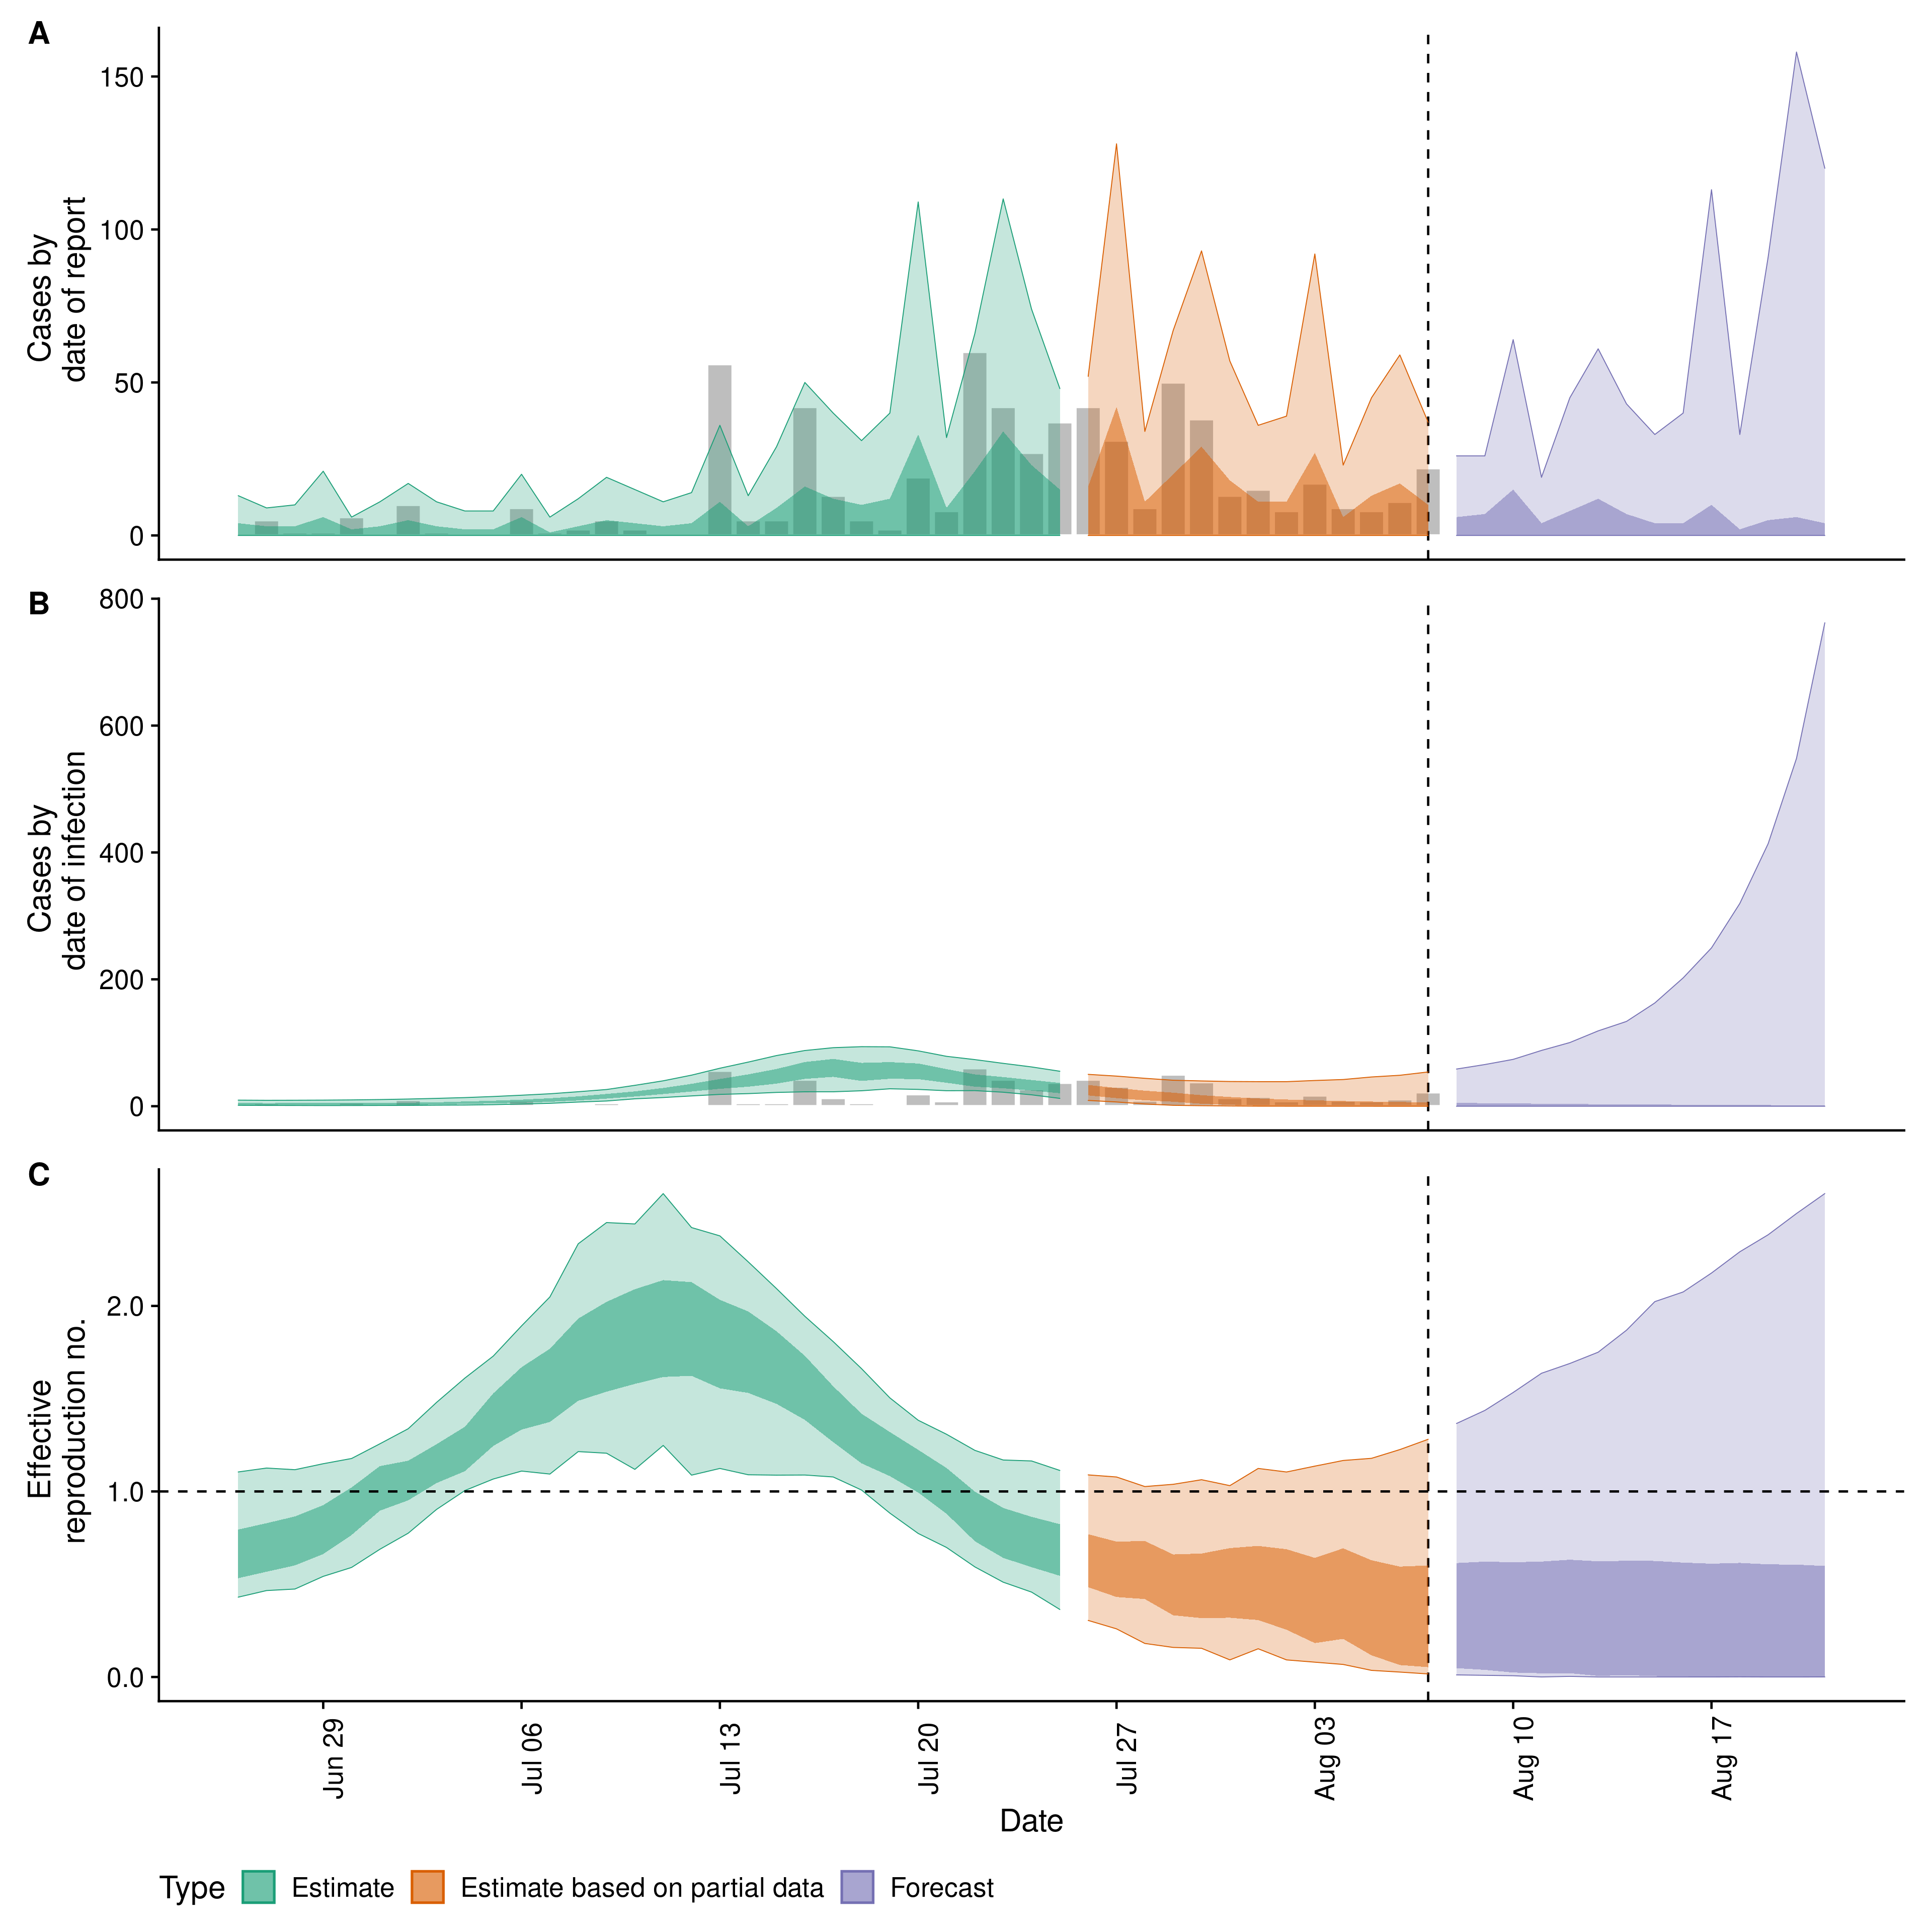 A
150
100
50
0
Cases by
date of report
B
800
600
400
200
0
Cases by
date of infection
C
2.0
1.0
0.0
Effective
reproduction no.
Jun 29
Jul 06
Jul 13
Jul 20
Jul 27
Aug 03
Aug 10
Aug 17
Date
Type Estimate Estimate based on partial data Forecast